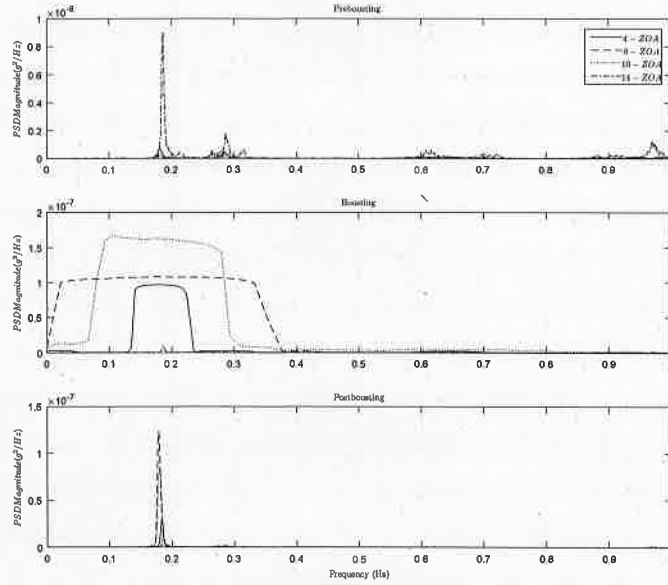 Prebousting
×10^-8
PSDMagnitude(g²/Hz)
1
0.8
0.6
0.4
0.2
0
0 0.1 0.2 0.3 0.4 0.5 0.6 0.7 0.8 0.9
4 - ZOA
8 - ZOA
10 - ZOA
14 - ZOA
Bousting
×10^-7
PSDMagnitude(g²/Hz)
2
1.5
1
0.5
0
0 0.1 0.2 0.3 0.4 0.5 0.6 0.7 0.8 0.9
Postbousting
×10^-7
PSDMagnitude(g²/Hz)
1.5
1
0.5
0
0 0.1 0.2 0.3 0.4 0.5 0.6 0.7 0.8 0.9
Frequency (Hz)